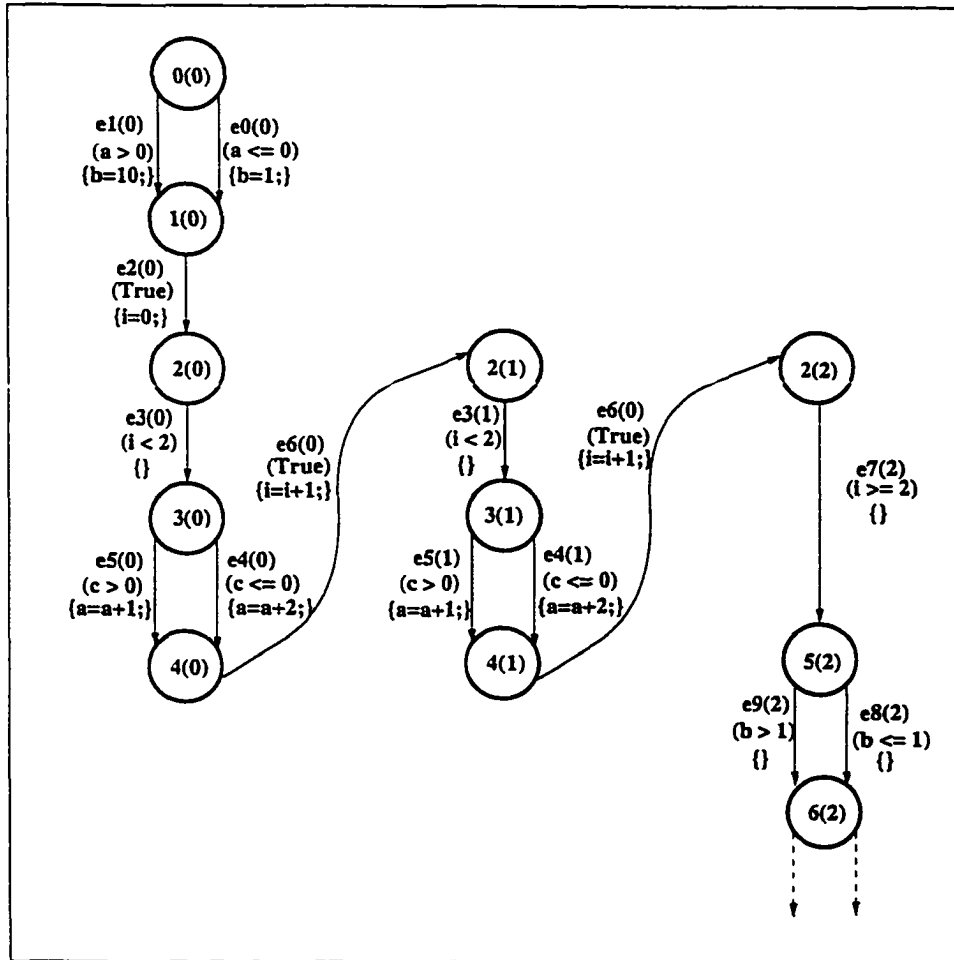 0(0)
e1(0)
(a > 0)
{b=10;}
e0(0)
(a <= 0)
{b=1;}
1(0)
e2(0)
(True)
{i=0;}
2(0)
e3(0)
(i < 2)
{}
3(0)
e5(0)
(c > 0)
{a=a+1;}
e4(0)
(c <= 0)
{a=a+2;}
4(0)
e6(0)
(True)
{i=i+1;}
2(1)
e3(1)
(i < 2)
{}
3(1)
e5(1)
(c > 0)
{a=a+1;}
e4(1)
(c <= 0)
{a=a+2;}
4(1)
e6(0)
(True)
{i=i+1;}
2(2)
e7(2)
(i >= 2)
{}
5(2)
e9(2)
(b > 1)
{}
e8(2)
(b <= 1)
{}
6(2)